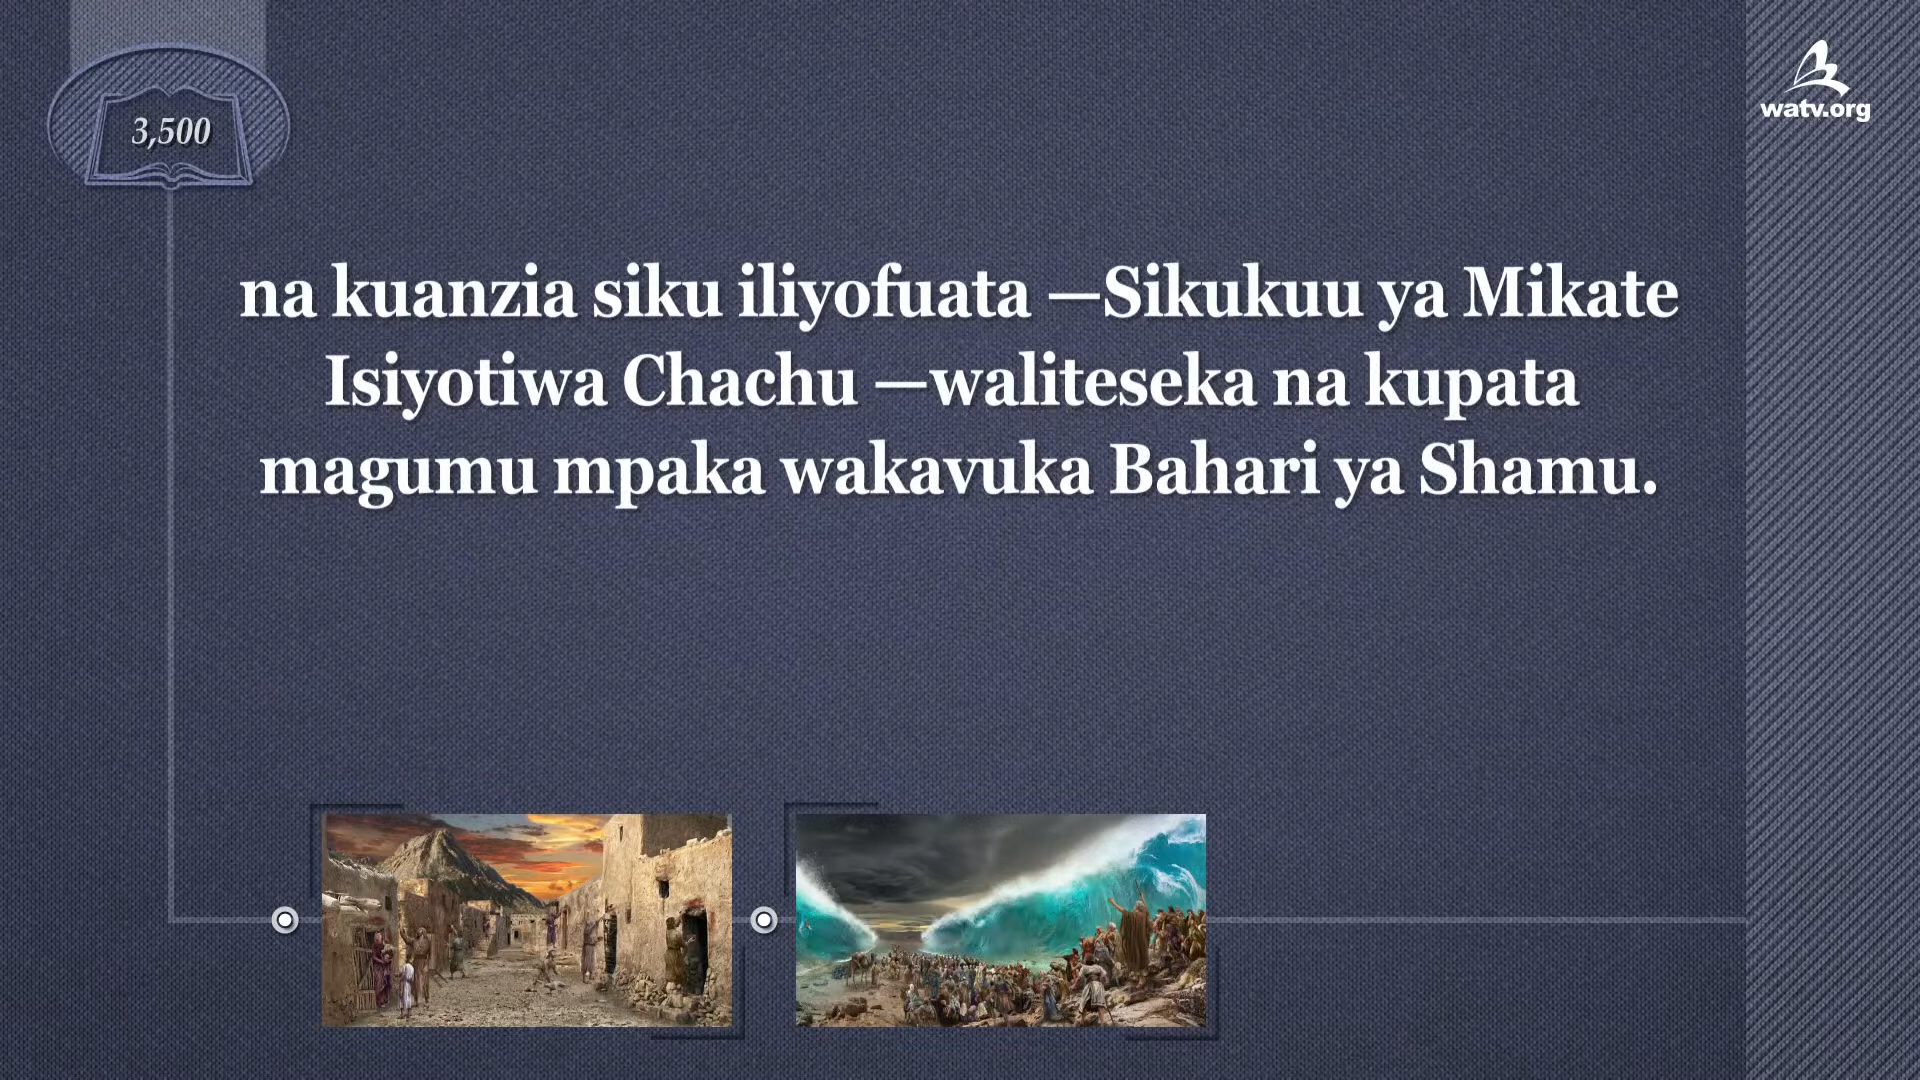 3,500
watv.org
na kuanzia siku iliyofuata —Sikukuu ya Mikate
Isiyotiwa Chachu —waliteseka na kupata
magumu mpaka wakavuka Bahari ya Shamu.